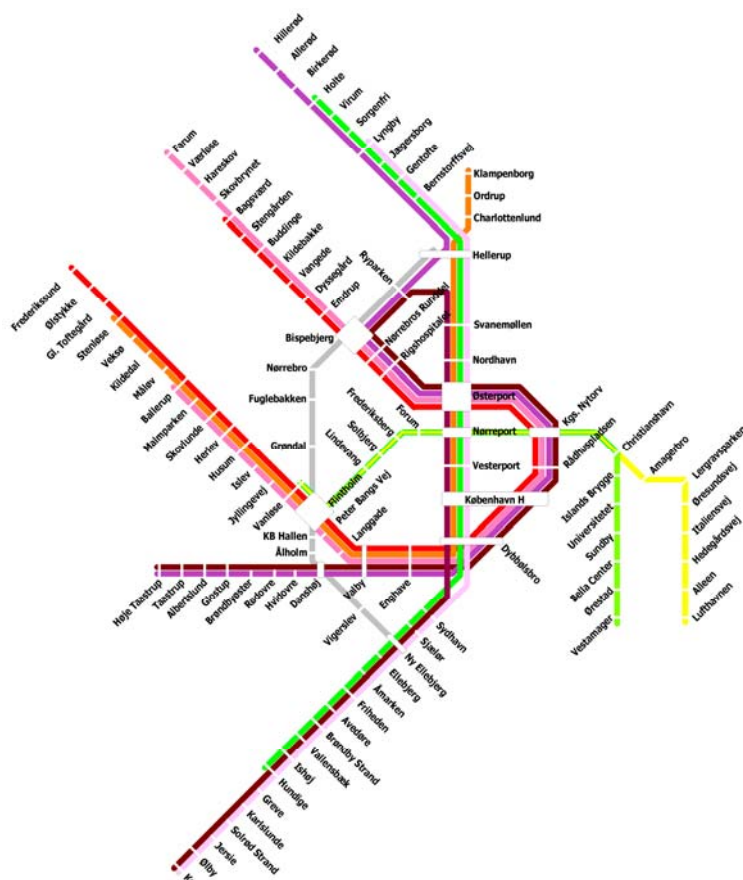 Hillerød
Allerød
Birkerød
Holte
Virum
Sorgenfri
Lyngby
Jægersborg
Gentofte
Bernstorffsvej
Klampenborg
Ordrup
Charlottenlund
Hellerup
Farum
Værløse
Hareskov
Skovbrynet
Bagsværd
Stengården
Buddinge
Kildebakke
Vangede
Dyssegård
Emdrup
Ryparken
Nørrebros Runddel
Rigshospitalet
Bispebjerg
Nørrebro
Fuglebakken
Grøndal
Svanemøllen
Nordhavn
Østerport
Nørreport
Vesterport
København H
Dybbølsbro
Frederikssund
Ølstykke
Gl. Toftegård
Stenløse
Veksø
Kildedal
Måløv
Ballerup
Malmparken
Skovlunde
Herlev
Husum
Islev
Jyllingevej
Vanløse
Flintholm
Lindevang
Solbjerg
Frederiksberg
Forum
Kgs. Nytorv
Rådhuspladsen
Christianshavn
Amagerbro
Lergravsparken
Øresundsvej
Italiensvej
Hedegårdsvej
Alleen
Lufthavnen
Islands Brygge
Universitetet
Sundby
Bella Center
Ørestad
Vestamager
Peter Bangs Vej
Langgade
KB Hallen
Ålholm
Høje Taastrup
Taastrup
Albertslund
Glostrup
Brøndbyøster
Rødovre
Hvidovre
Danshøj
Valby
Enghave
Vigerslev
Sydhavn
Sjælør
Ny Ellebjerg
Ellebjerg
Åmarken
Friheden
Avedøre
Brøndby Strand
Vallensbæk
Ishøj
Hundige
Greve
Karlslunde
Solrød Strand
Jersie
Ølby